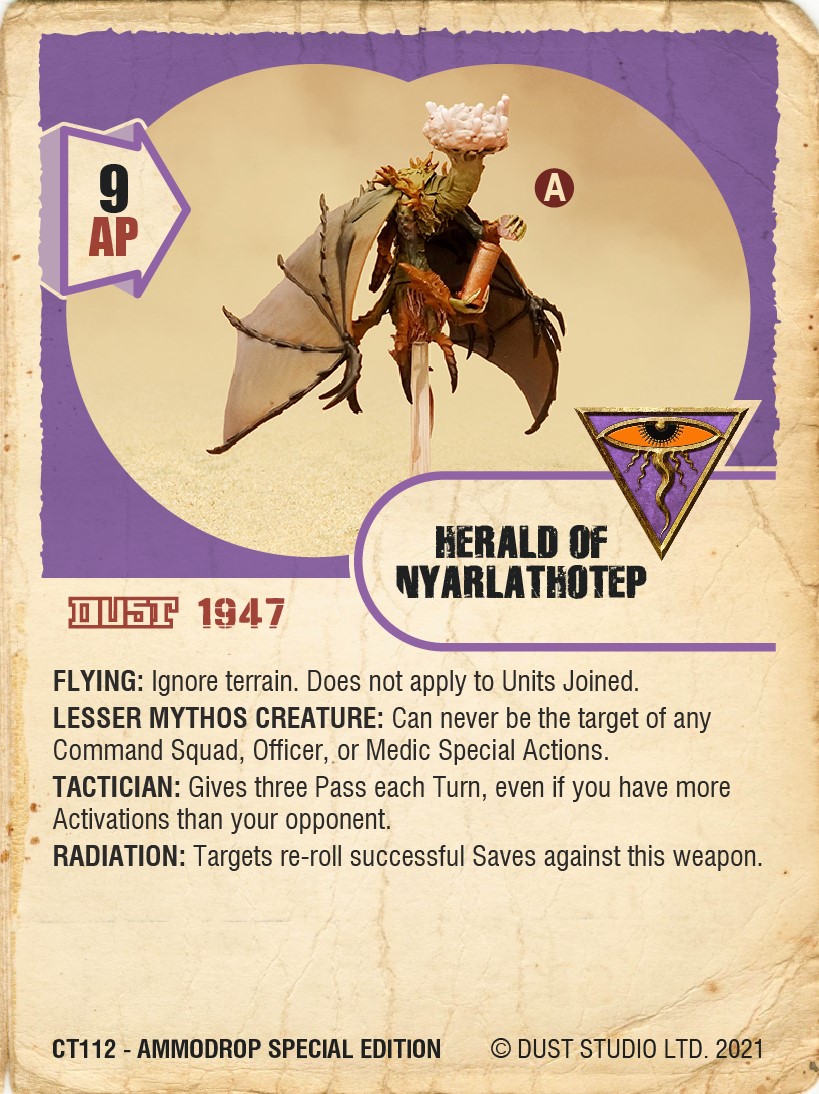 9
AP
A
HERALD OF
NYARLATHOTEP
DUST 1947
FLYING: Ignore terrain. Does not apply to Units Joined.
LESSER MYTHOS CREATURE: Can never be the target of any
Command Squad, Officer, or Medic Special Actions.
TACTICIAN: Gives three Pass each Turn, even if you have more
Activations than your opponent.
RADIATION: Targets re-roll successful Saves against this weapon.
CT112 - AMMODROP SPECIAL EDITION © DUST STUDIO LTD. 2021